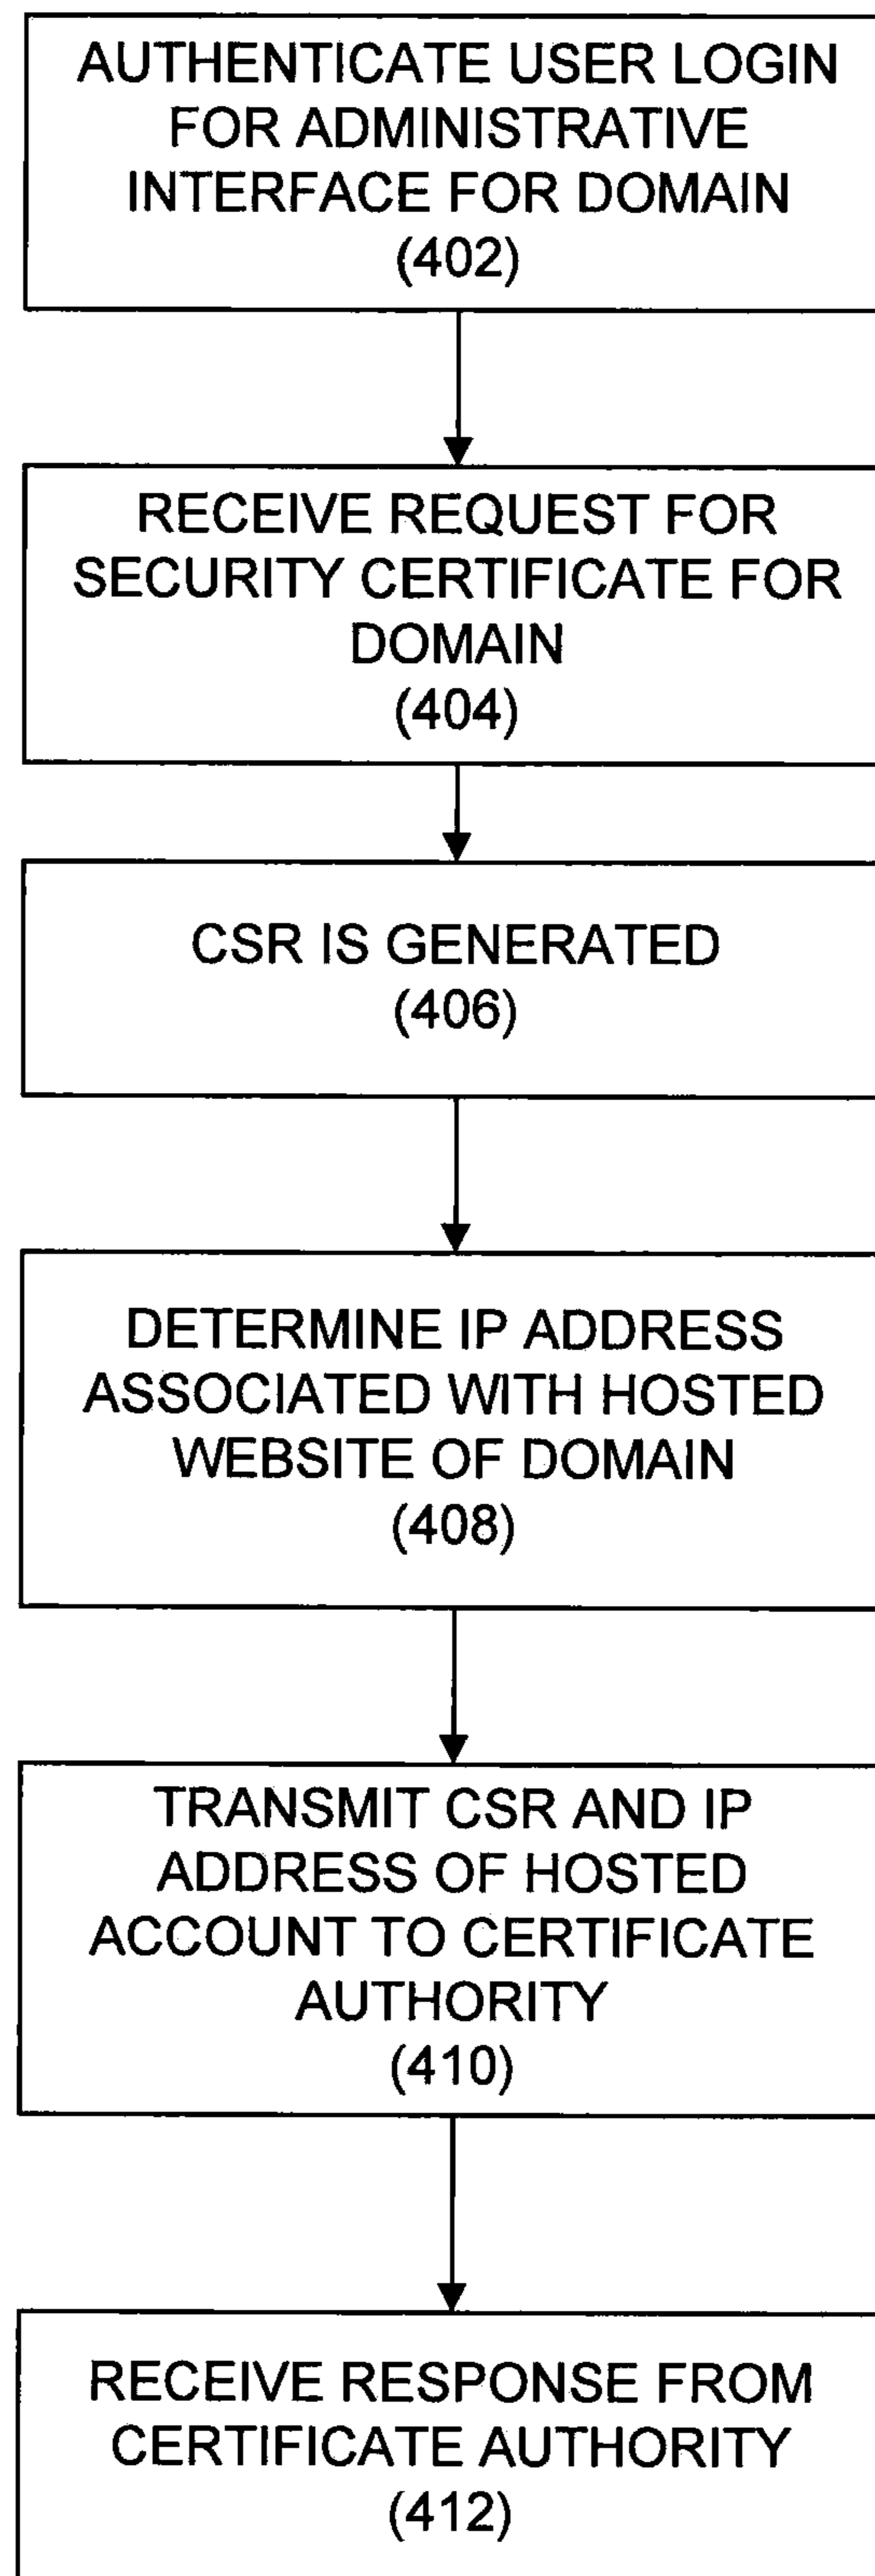 AUTHENTICATE USER LOGIN
FOR ADMINISTRATIVE
INTERFACE FOR DOMAIN
(402)
RECEIVE REQUEST FOR
SECURITY CERTIFICATE FOR
DOMAIN
(404)
CSR IS GENERATED
(406)
DETERMINE IP ADDRESS
ASSOCIATED WITH HOSTED
WEBSITE OF DOMAIN
(408)
TRANSMIT CSR AND IP
ADDRESS OF HOSTED
ACCOUNT TO CERTIFICATE
AUTHORITY
(410)
RECEIVE RESPONSE FROM
CERTIFICATE AUTHORITY
(412)